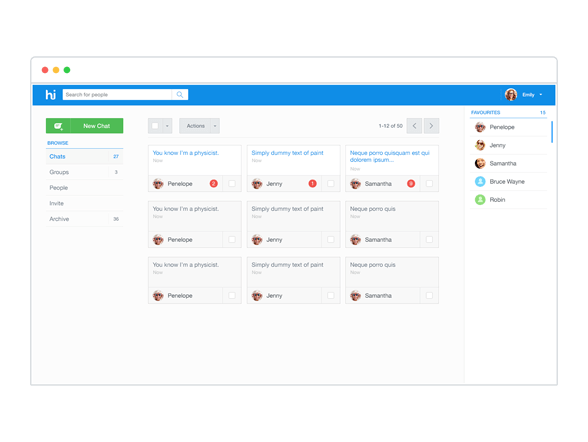 hi
Search for people
Emily
New Chat
Actions
1-12 of 50
BROWSE
Chats 27
Groups 3
People
Invite
Archive 36
You know I'm a physicist.
Now
Penelope 2
Simply dummy text of paint
Now
Jenny 1
Neque porro quisquam est qui
dolorem ipsum...
Now
Samantha
You know I'm a physicist.
Now
Penelope
Simply dummy text of paint
Now
Jenny
Neque porro quis
Now
Samantha
You know I'm a physicist.
Now
Penelope
Simply dummy text of paint
Now
Jenny
Neque porro quis
Now
Samantha
FAVOURITES 15
Penelope
Jenny
Samantha
Bruce Wayne
Robin